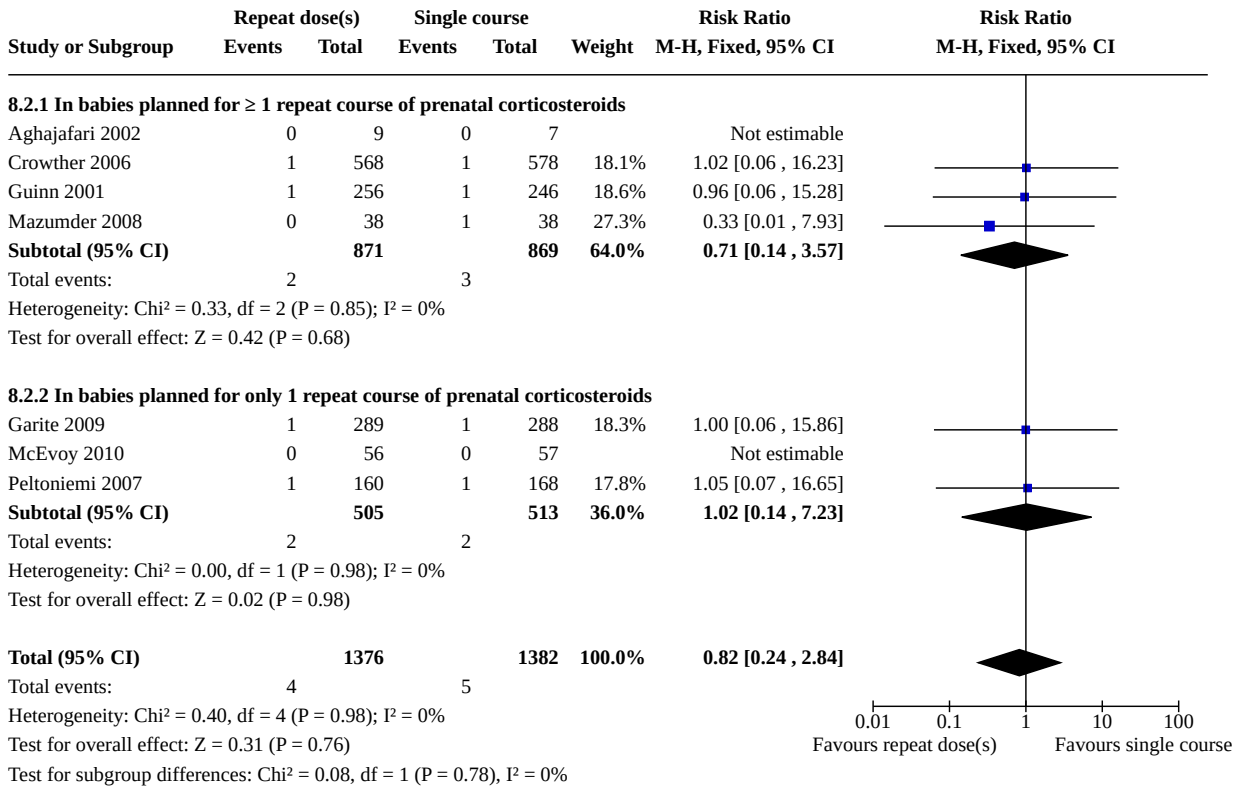 Repeat dose(s) Single course Risk Ratio Risk Ratio
Study or Subgroup Events Total Events Total Weight M-H, Fixed, 95% CI M-H, Fixed, 95% CI
8.2.1 In babies planned for ≥ 1 repeat course of prenatal corticosteroids
Aghajafari 2002 0 9 0 7 Not estimable
Crowther 2006 1 568 1 578 18.1% 1.02 [0.06 , 16.23]
Guinn 2001 1 256 1 246 18.6% 0.96 [0.06 , 15.28]
Mazumder 2008 0 38 1 38 27.3% 0.33 [0.01 , 7.93]
Subtotal (95% CI) 871 869 64.0% 0.71 [0.14 , 3.57]
Total events: 2 3
Heterogeneity: Chi² = 0.33, df = 2 (P = 0.85); I² = 0%
Test for overall effect: Z = 0.42 (P = 0.68)
8.2.2 In babies planned for only 1 repeat course of prenatal corticosteroids
Garite 2009 1 289 1 288 18.3% 1.00 [0.06 , 15.86]
McEvoy 2010 0 56 0 57 Not estimable
Peltoniemi 2007 1 160 1 168 17.8% 1.05 [0.07 , 16.65]
Subtotal (95% CI) 505 513 36.0% 1.02 [0.14 , 7.23]
Total events: 2 2
Heterogeneity: Chi² = 0.00, df = 1 (P = 0.98); I² = 0%
Test for overall effect: Z = 0.02 (P = 0.98)
Total (95% CI) 1376 1382 100.0% 0.82 [0.24 , 2.84]
Total events: 4 5
Heterogeneity: Chi² = 0.40, df = 4 (P = 0.98); I² = 0%
0.01 0.1 1 10 100
Test for overall effect: Z = 0.31 (P = 0.76)
Favours repeat dose(s) Favours single course
Test for subgroup differences: Chi² = 0.08, df = 1 (P = 0.78), I² = 0%